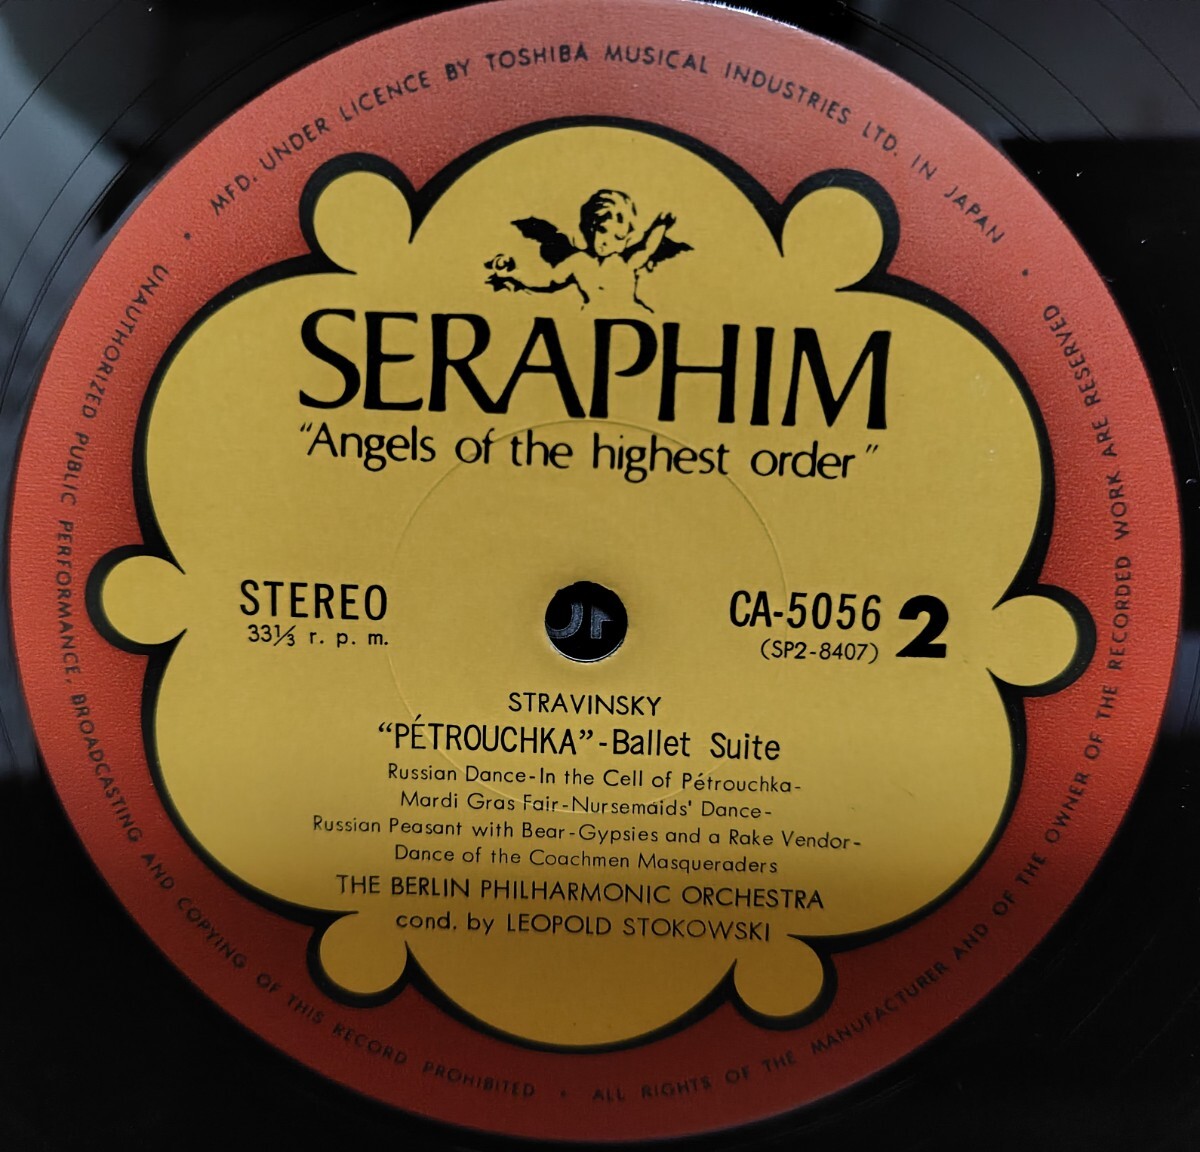 MFD. UNDER LICENCE BY TOSHIBA MUSICAL INDUSTRIES LTD. IN JAPAN
SERAPHIM
“Angels of the highest order”
STEREO
33⅓ r. p. m.
CA-5056 2
(SP2-8407)
STRAVINSKY
“PÉTROUCHKA”-Ballet Suite
Russian Dance-In the Cell of Pétrouchka-
Mardi Gras Fair-Nursemaids' Dance-
Russian Peasant with Bear-Gypsies and a Rake Vendor-
Dance of the Coachmen Masqueraders
THE BERLIN PHILHARMONIC ORCHESTRA
cond. by LEOPOLD STOKOWSKI
UNAUTHORIZED PUBLIC PERFORMANCE, BROADCASTING AND COPYING OF THIS RECORD PROHIBITED • ALL RIGHTS OF THE MANUFACTURER AND OF THE OWNER OF THE RECORDED WORK ARE RESERVED